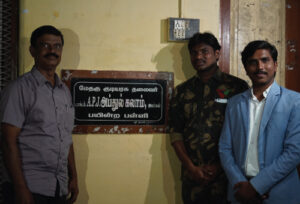 மேதகு குடியரசு தலைவர்
A.P.J. அப்துல் கலாம்,
பயின்ற பள்ளி